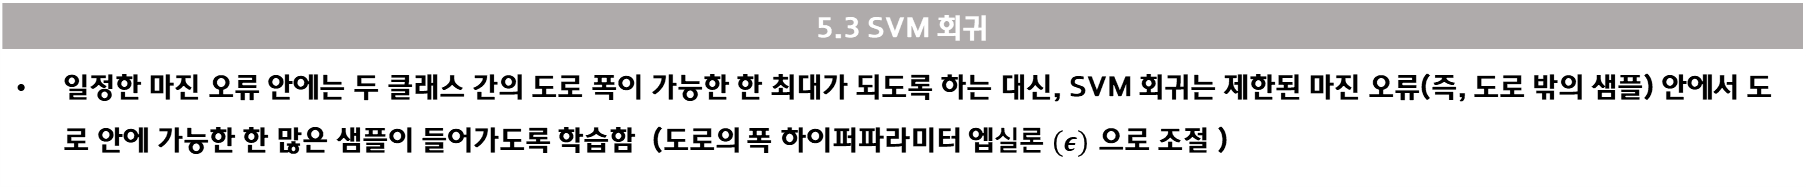 5.3 SVM 회귀
• 일정한 마진 오류 안에는 두 클래스 간의 도로 폭이 가능한 한 최대가 되도록 하는 대신, SVM 회귀는 제한된 마진 오류(즉, 도로 밖의 샘플) 안에서 도
로 안에 가능한 한 많은 샘플이 들어가도록 학습함 (도로의 폭 하이퍼파라미터 엡실론 (ϵ) 으로 조절 )